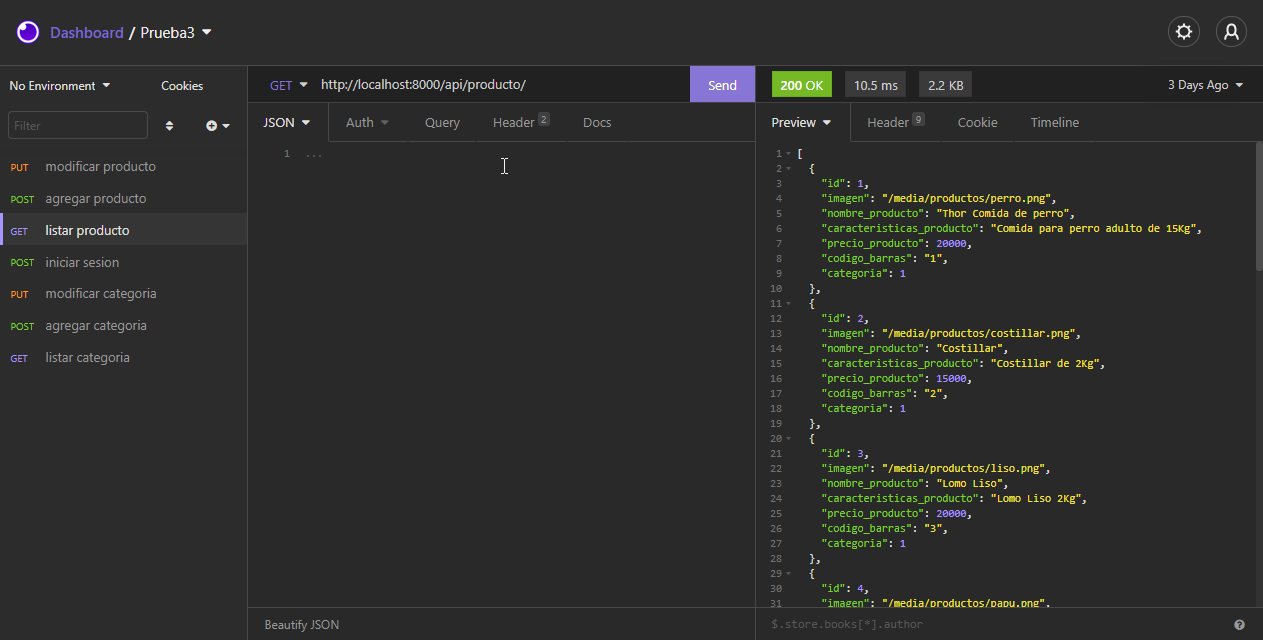 Dashboard / Prueba3
No Environment
Cookies
Filter
PUT modificar producto
POST agregar producto
GET listar producto
POST iniciar sesion
PUT modificar categoria
POST agregar categoria
GET listar categoria
GET http://localhost:8000/api/producto/ Send
JSON Auth Query Header 2 Docs
1 ...
Beautify JSON
200 OK 10.5 ms 2.2 KB 3 Days Ago
Preview Header 9 Cookie Timeline
1 [
2 {
3 "id": 1,
4 "imagen": "/media/productos/perro.png",
5 "nombre_producto": "Thor Comida de perro",
6 "caracteristicas_producto": "Comida para perro adulto de 15Kg",
7 "precio_producto": 20000,
8 "codigo_barras": "1",
9 "categoria": 1
10 },
11 {
12 "id": 2,
13 "imagen": "/media/productos/costillar.png",
14 "nombre_producto": "Costillar",
15 "caracteristicas_producto": "Costillar de 2Kg",
16 "precio_producto": 15000,
17 "codigo_barras": "2",
18 "categoria": 1
19 },
20 {
21 "id": 3,
22 "imagen": "/media/productos/liso.png",
23 "nombre_producto": "Lomo Liso",
24 "caracteristicas_producto": "Lomo Liso 2Kg",
25 "precio_producto": 20000,
26 "codigo_barras": "3",
27 "categoria": 1
28 },
29 {
30 "id": 4,
31 "imagen": "/media/productos/papu.png",
$.store.books[*].author